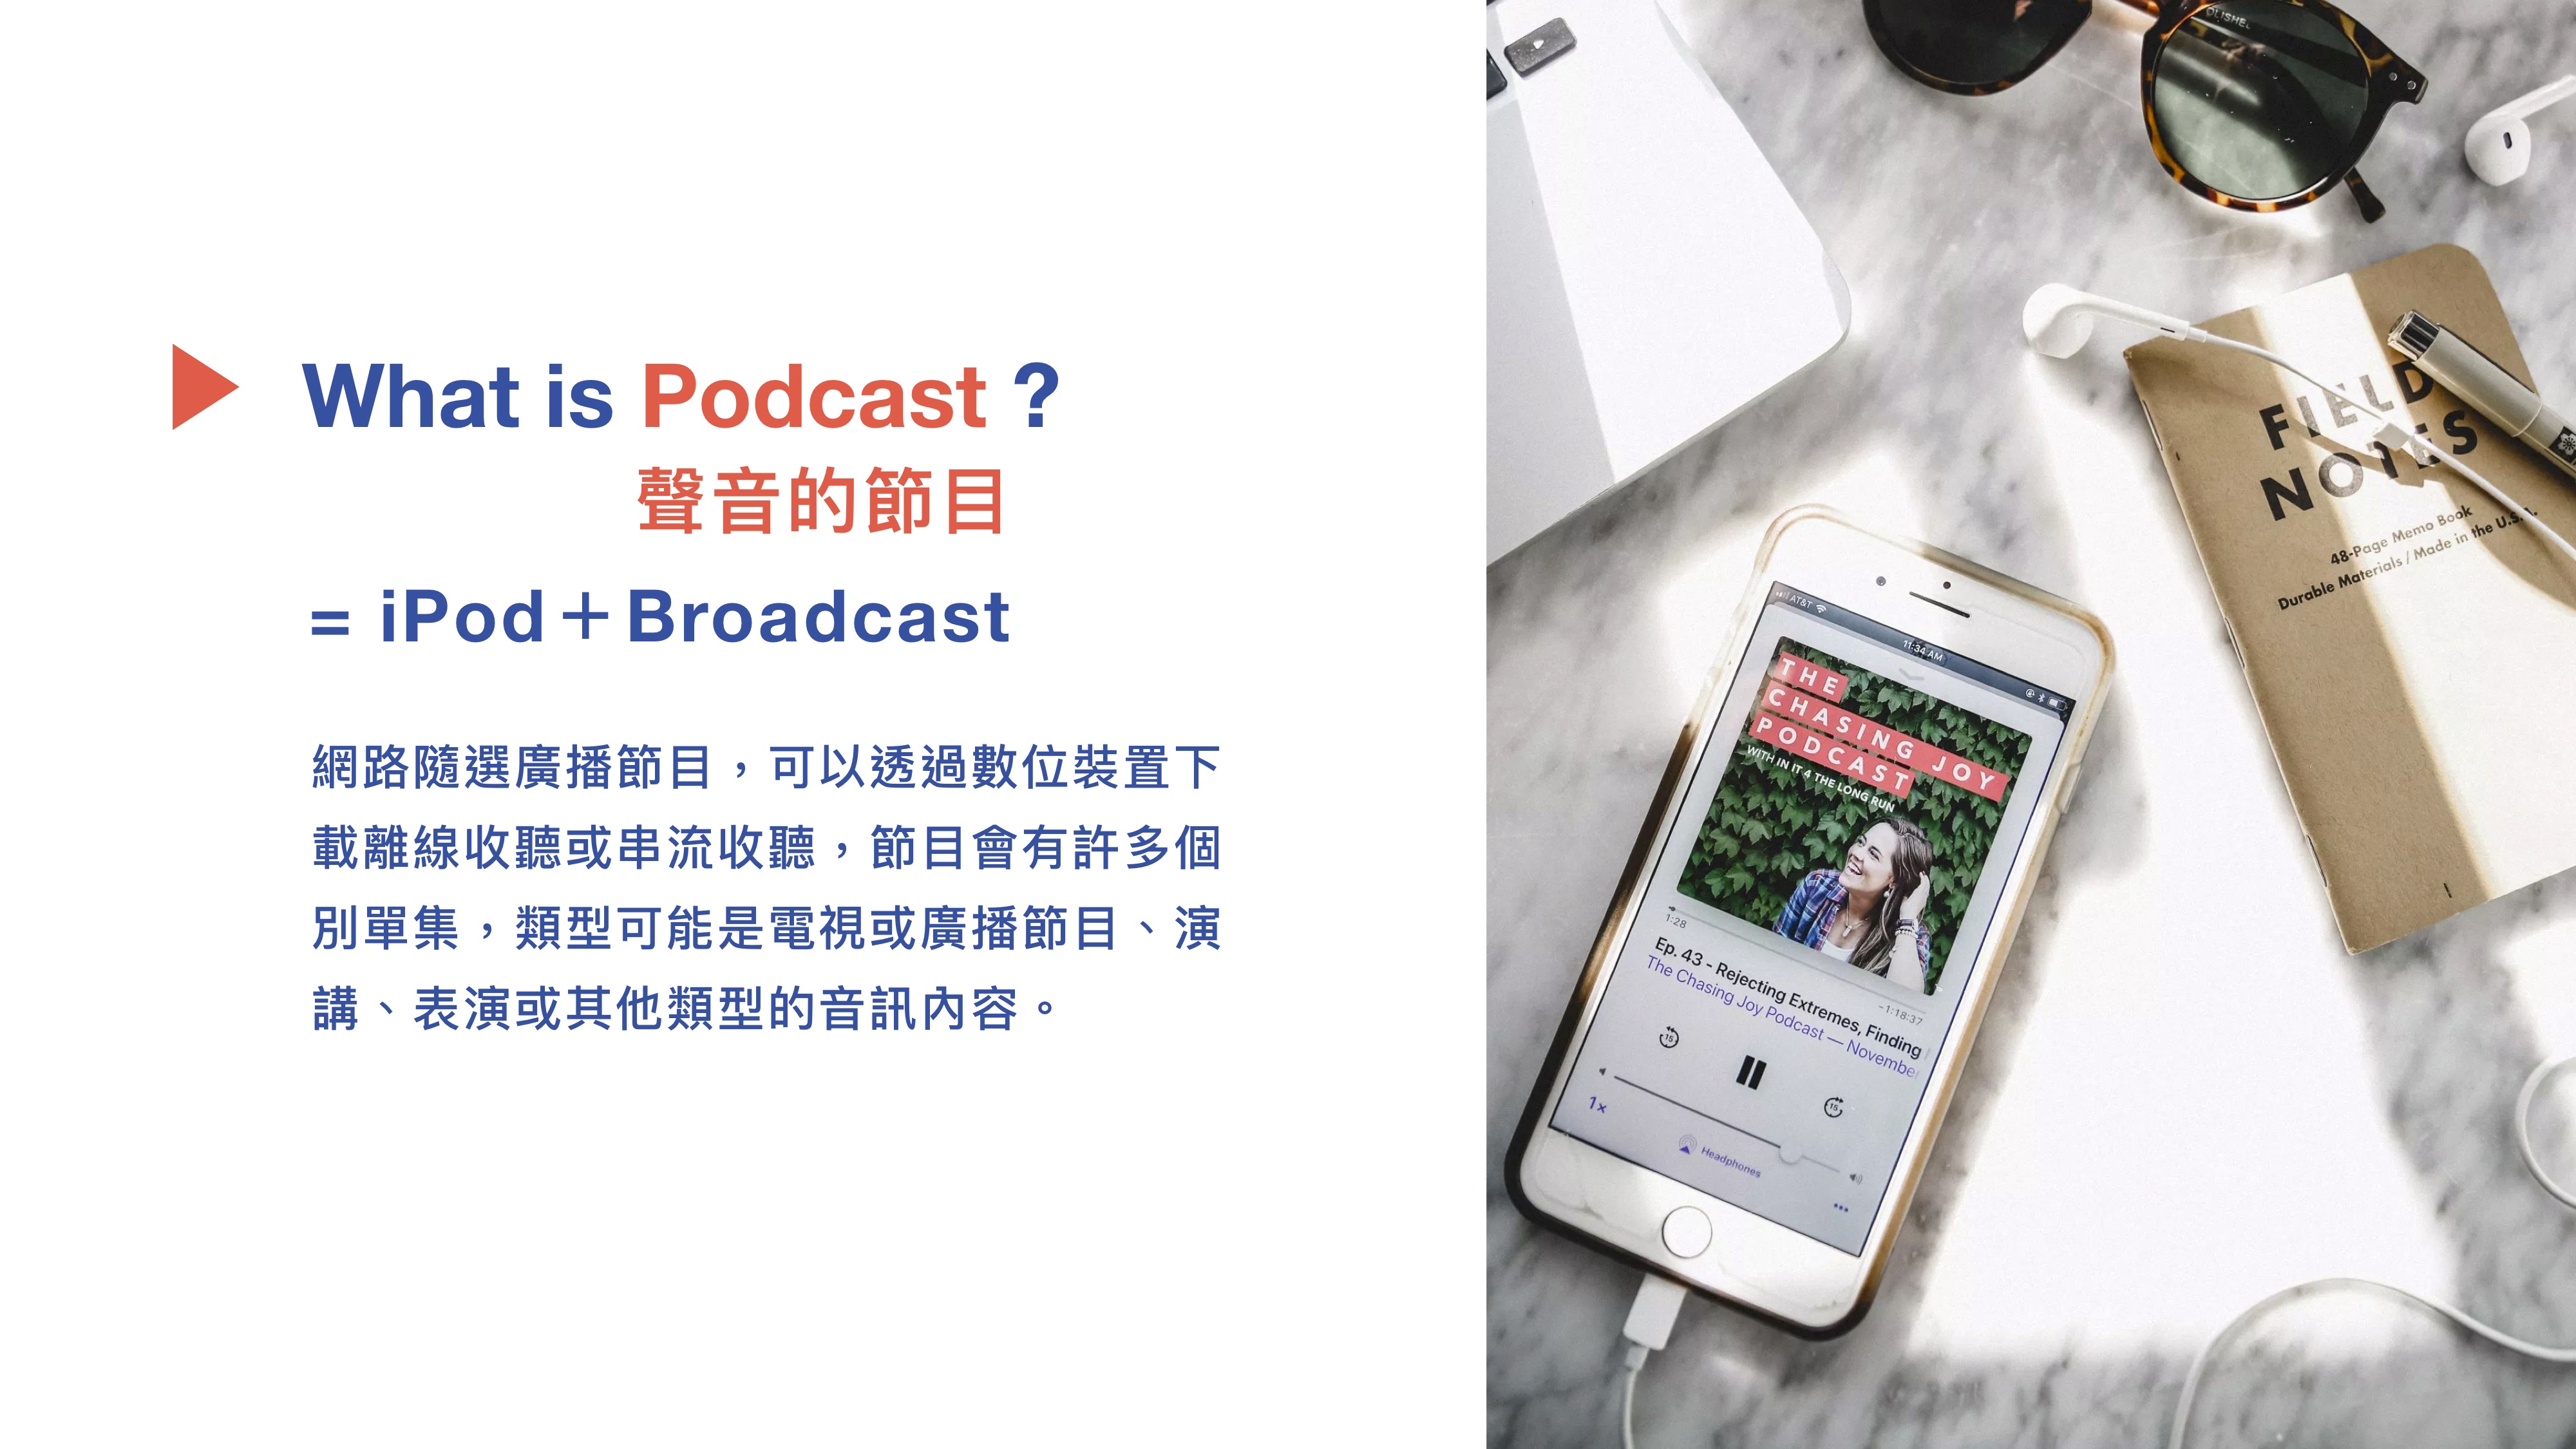 What is Podcast ?
聲音的節目
= iPod＋Broadcast
網路隨選廣播節目，可以透過數位裝置下
載離線收聽或串流收聽，節目會有許多個
別單集，類型可能是電視或廣播節目、演
講、表演或其他類型的音訊內容。
FIELD
NOTES
48-Page Memo Book
Durable Materials / Made in the U.S.A.
AT&T
11:34 AM
THE
CHASING JOY
PODCAST
WITH IN IT 4 THE LONG RUN
1:28
-1:18:37
Ep. 43 - Rejecting Extremes, Finding
The Chasing Joy Podcast — November
15
15
1x
Headphones